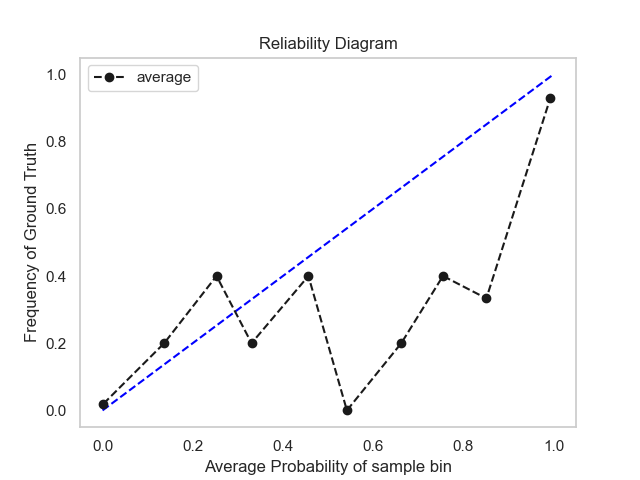 Reliability Diagram
average
1.0
0.8
0.6
0.4
0.2
0.0
Frequency of Ground Truth
0.0 0.2 0.4 0.6 0.8 1.0
Average Probability of sample bin